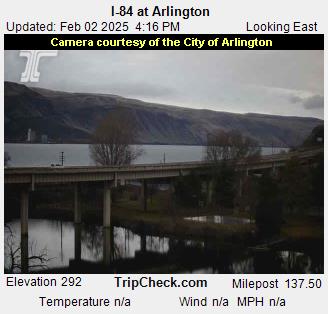 I-84 at Arlington
Updated: Feb 02 2025 4:16 PM Looking East
Camera courtesy of the City of Arlington
Elevation 292 TripCheck.com Milepost 137.50
Temperature n/a Wind n/a MPH n/a